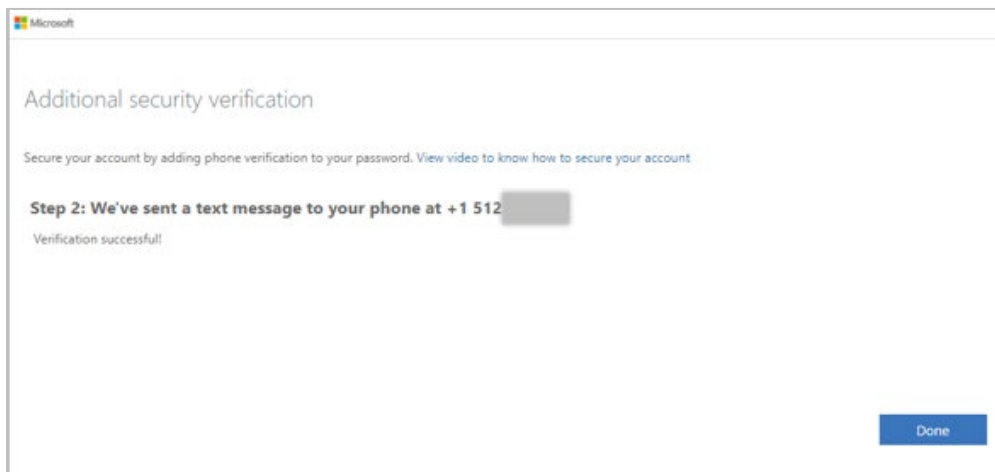 Microsoft
Additional security verification
Secure your account by adding phone verification to your password. View video to know how to secure your account
Step 2: We've sent a text message to your phone at +1 512
Verification successful!
Done